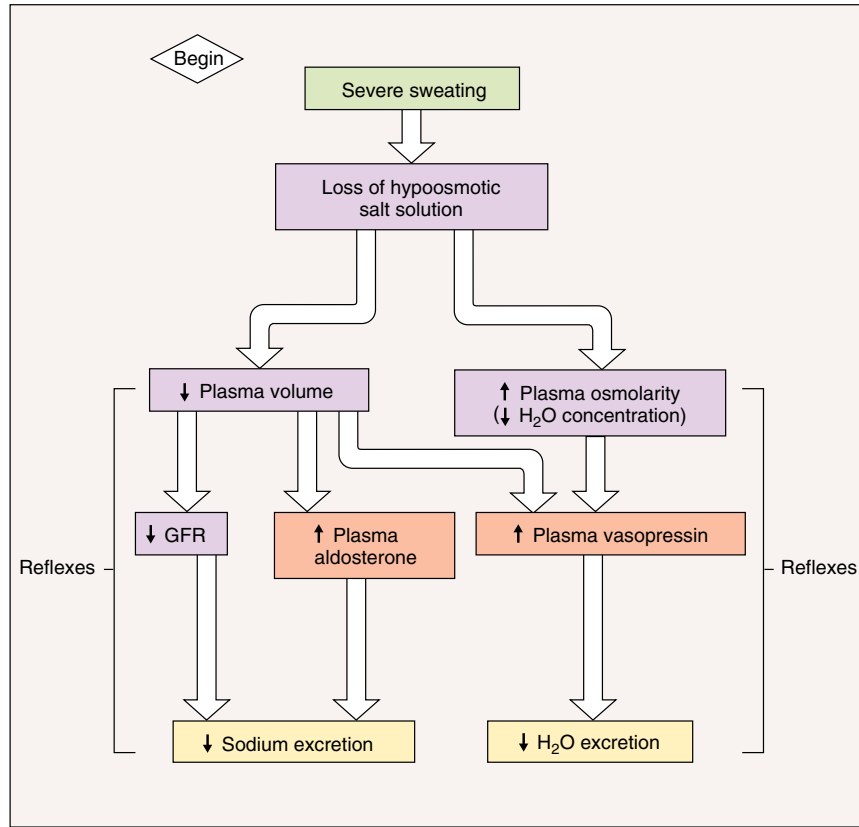 Begin
Severe sweating
Loss of hypoosmotic
salt solution
↓ Plasma volume
↑ Plasma osmolarity
(↓ H₂O concentration)
↓ GFR
↑ Plasma
aldosterone
↑ Plasma vasopressin
Reflexes
Reflexes
↓ Sodium excretion
↓ H₂O excretion